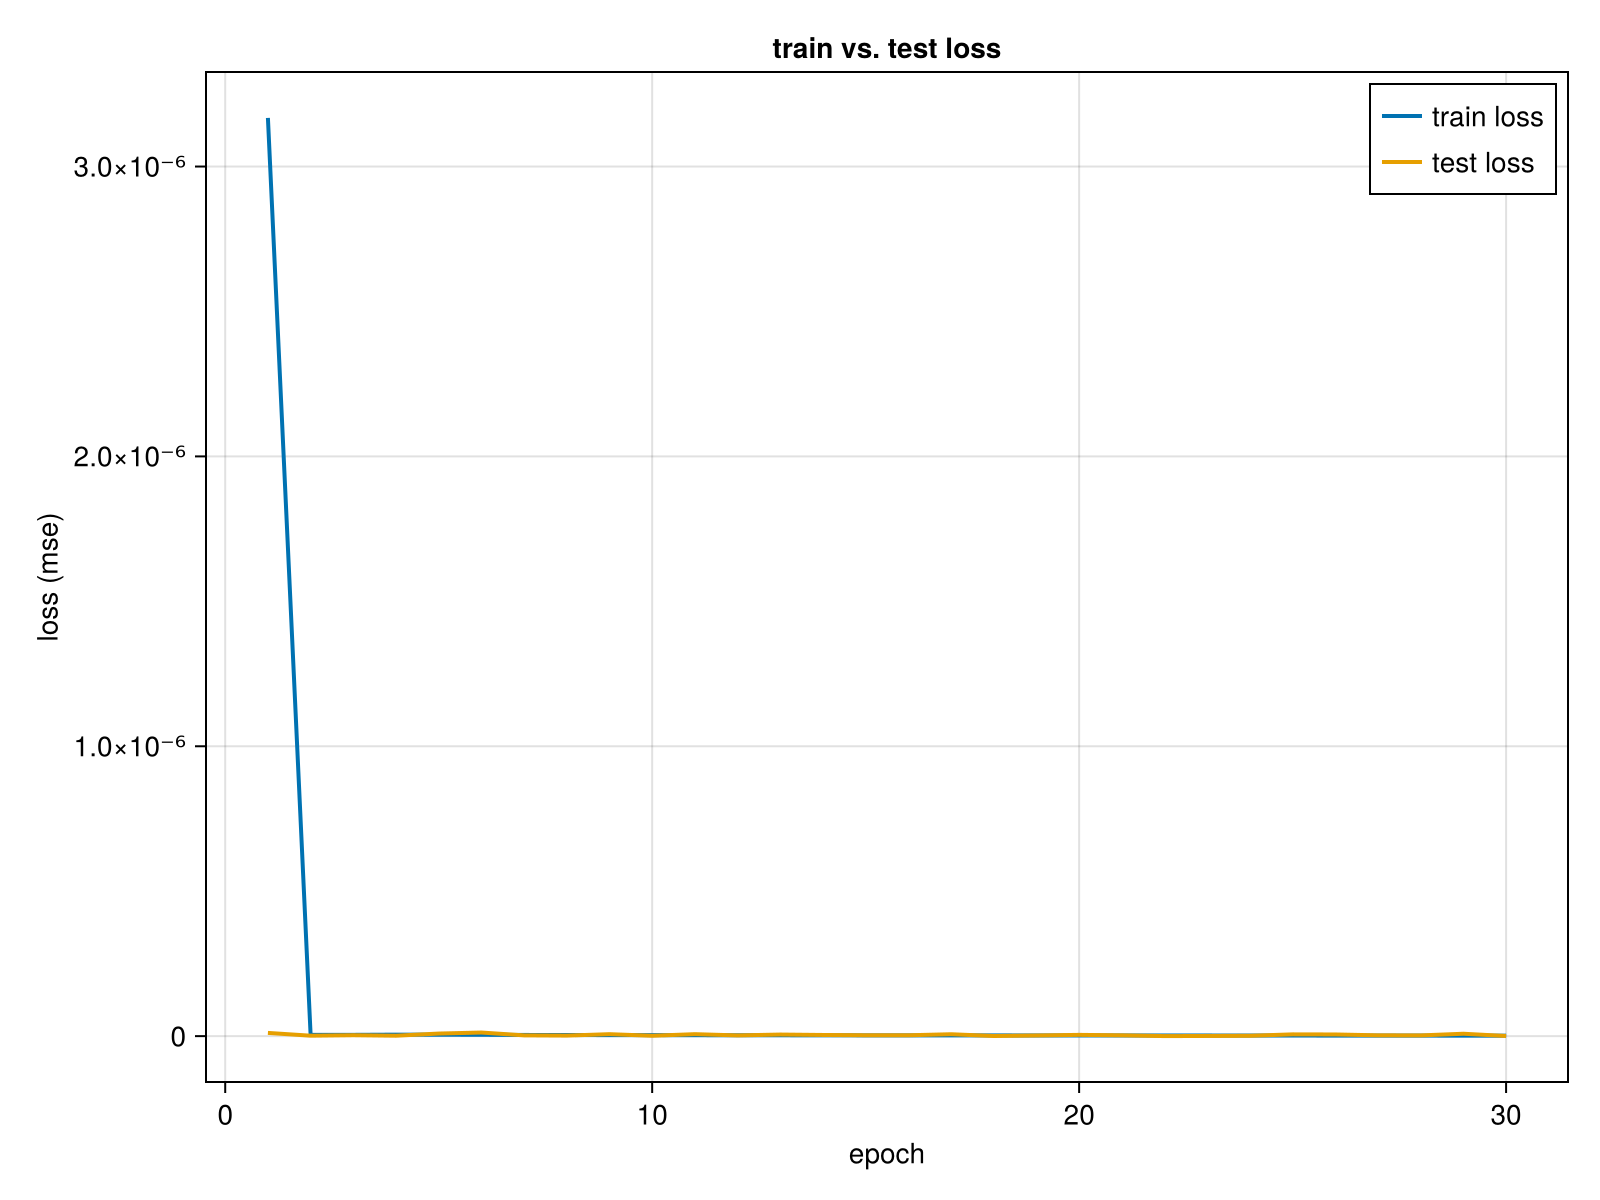 train vs. test loss
train loss
test loss
3.0×10⁻⁶
2.0×10⁻⁶
1.0×10⁻⁶
0
loss (mse)
0 10 20 30
epoch